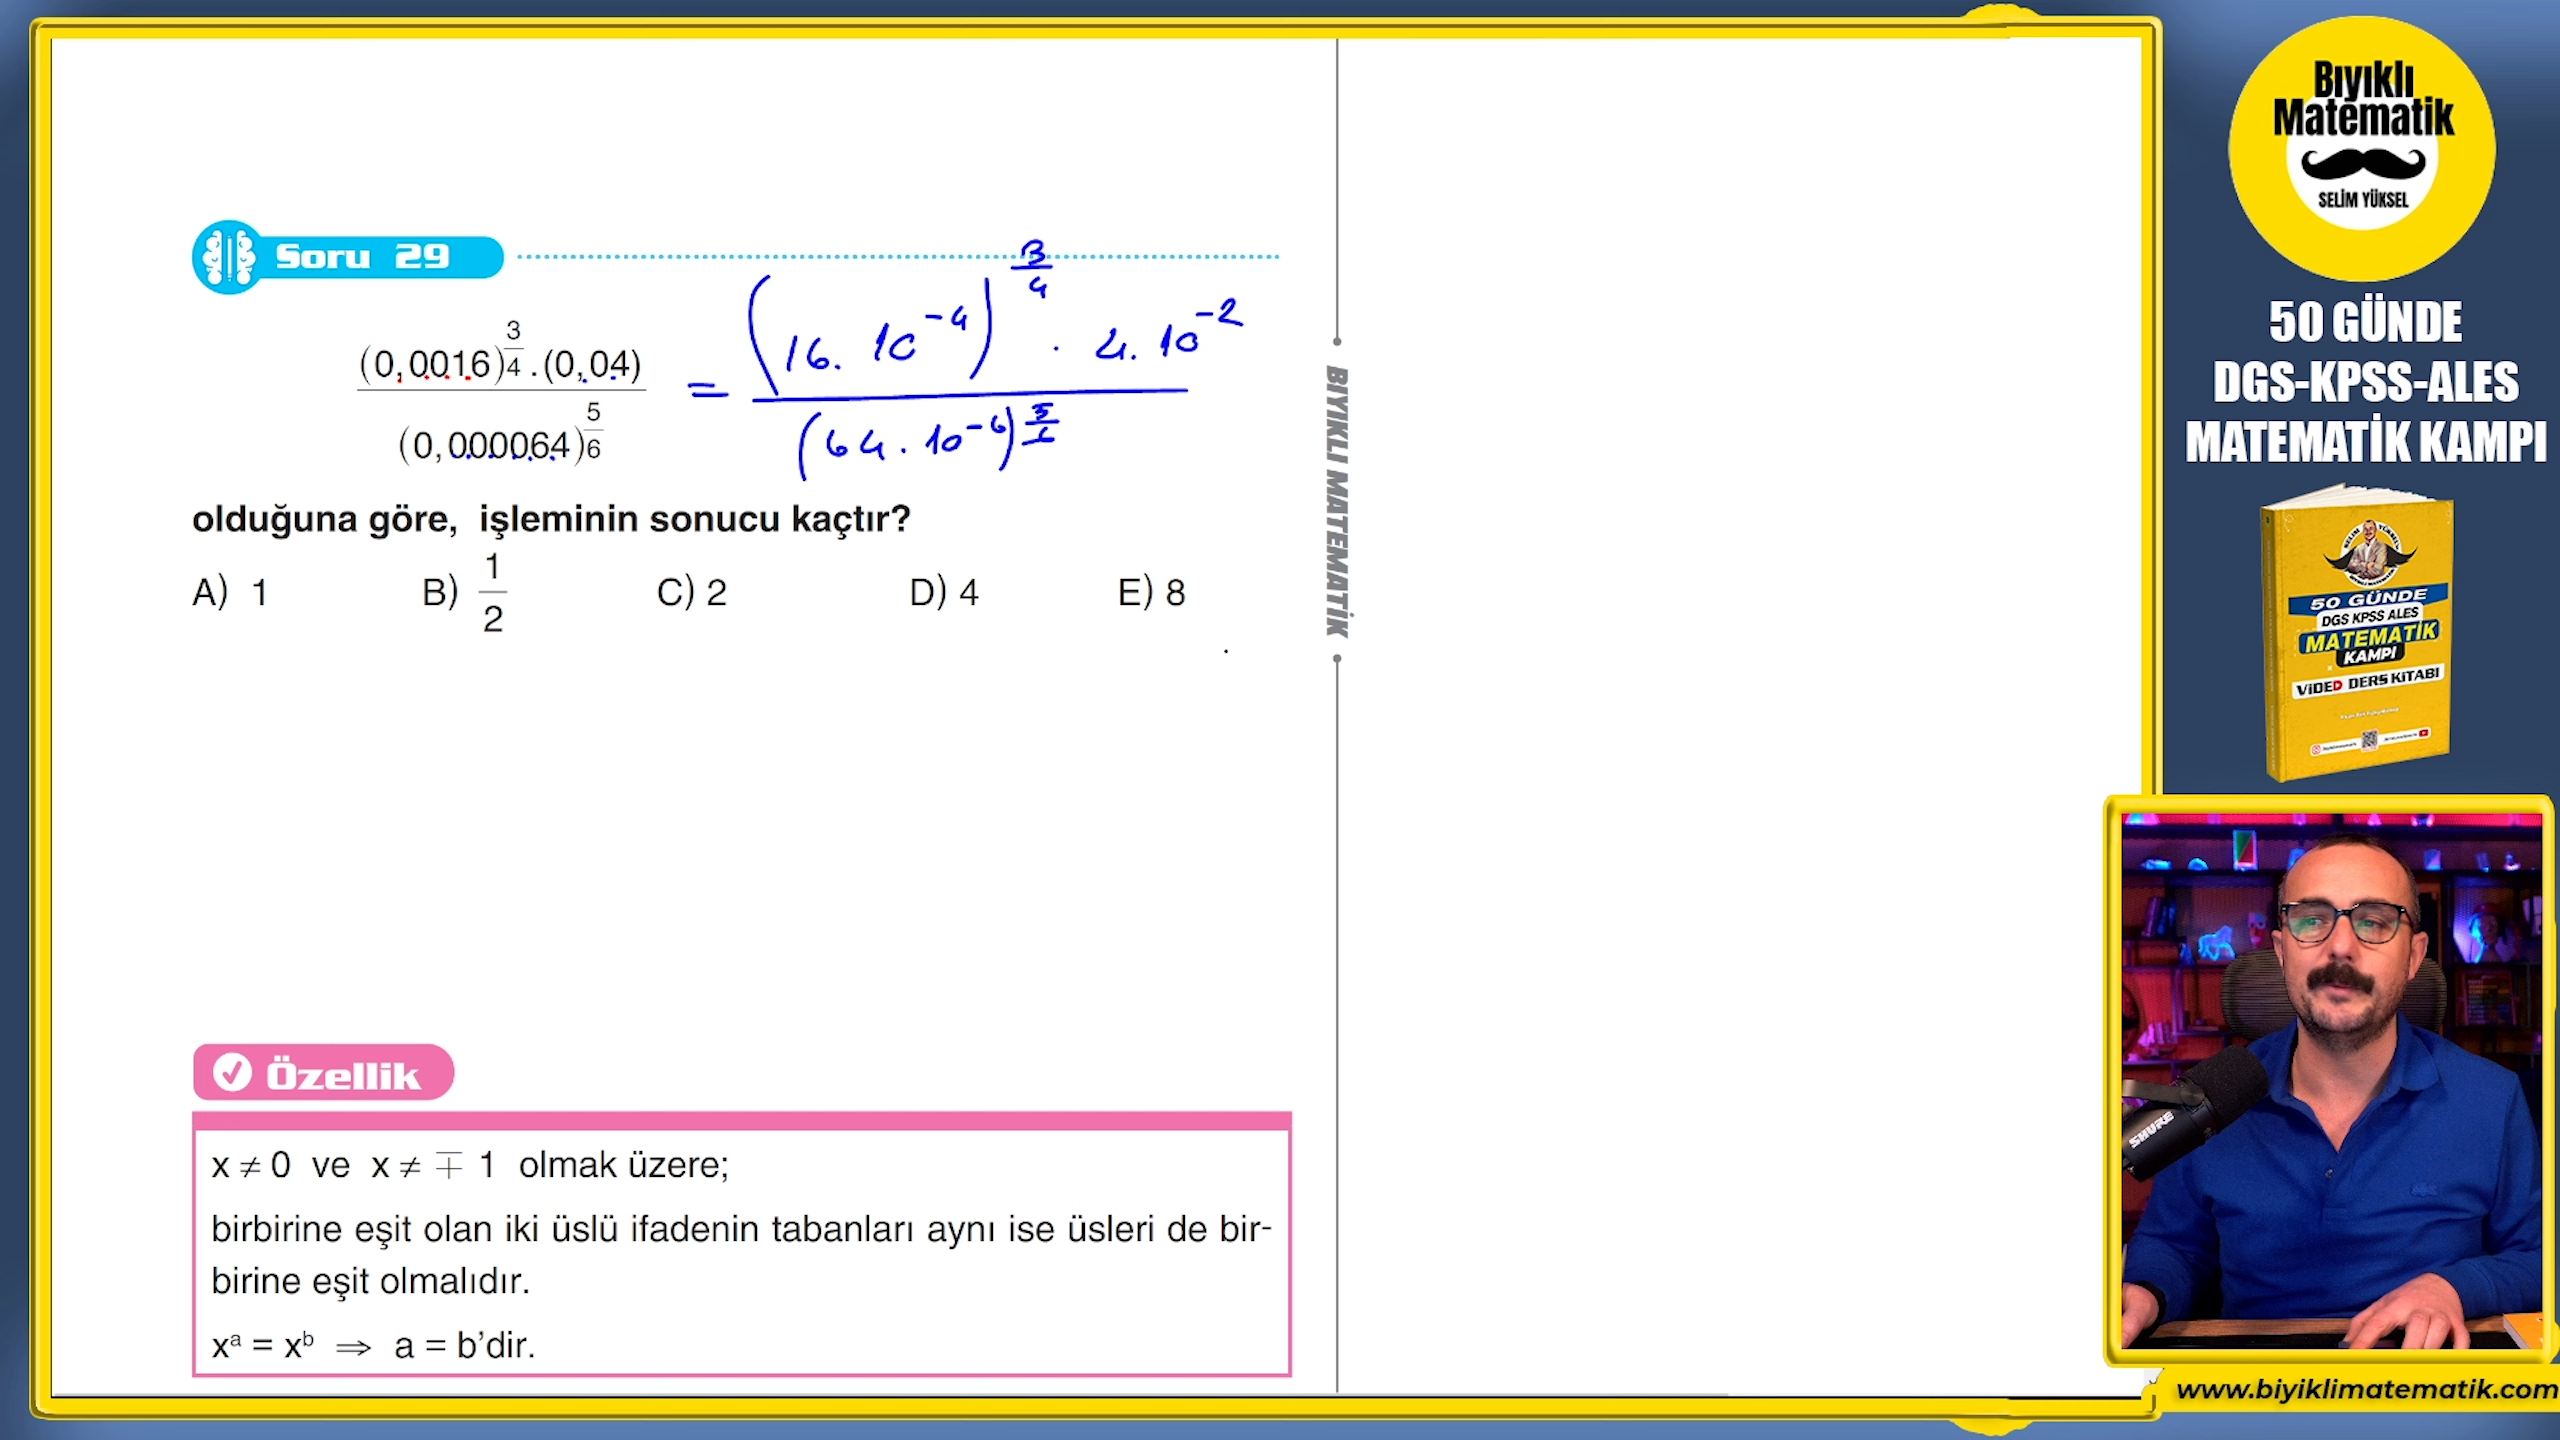 Soru 29
(0,0016)^{3/4} . (0,04) / (0,000064)^{5/6} = (16. 10^{-4})^{3/4} . 4. 10^{-2} / (64. 10^{-6})^{5/6}
olduğuna göre, işleminin sonucu kaçtır?
A) 1 B) 1/2 C) 2 D) 4 E) 8
Özellik
x ≠ 0 ve x ≠ ∓ 1 olmak üzere;
birbirine eşit olan iki üslü ifadenin tabanları aynı ise üsleri de bir-
birine eşit olmalıdır.
x^a = x^b ⇒ a = b'dir.
BIYIKLI MATEMATİK
Bıyıklı
Matematik
SELİM YÜKSEL
50 GÜNDE
DGS-KPSS-ALES
MATEMATİK KAMPI
50 GÜNDE
DGS KPSS ALES
MATEMATİK
KAMPI
VİDEO DERS KİTABI
SHURE
www.biyiklimatematik.com